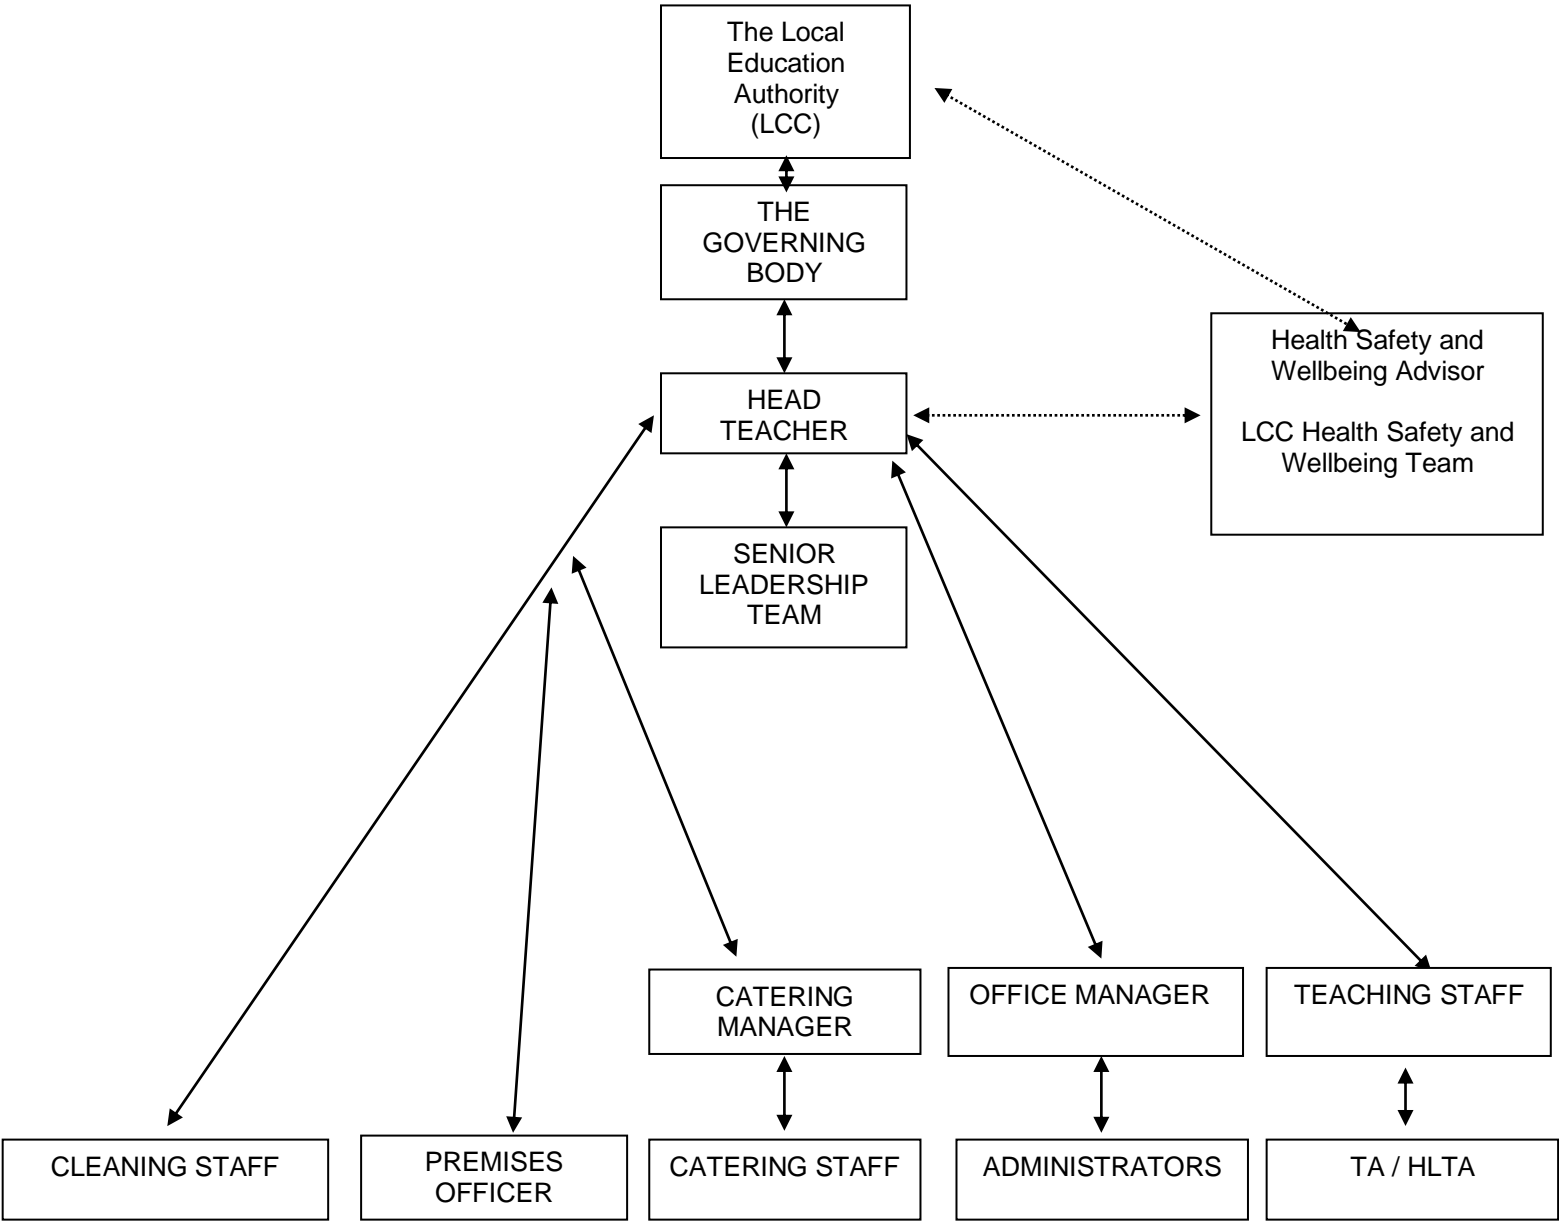 The Local
Education
Authority
(LCC)
THE
GOVERNING
BODY
HEAD
TEACHER
Health Safety and
Wellbeing Advisor
LCC Health Safety and
Wellbeing Team
SENIOR
LEADERSHIP
TEAM
CATERING
MANAGER
OFFICE MANAGER
TEACHING STAFF
CLEANING STAFF
PREMISES
OFFICER
CATERING STAFF
ADMINISTRATORS
TA / HLTA